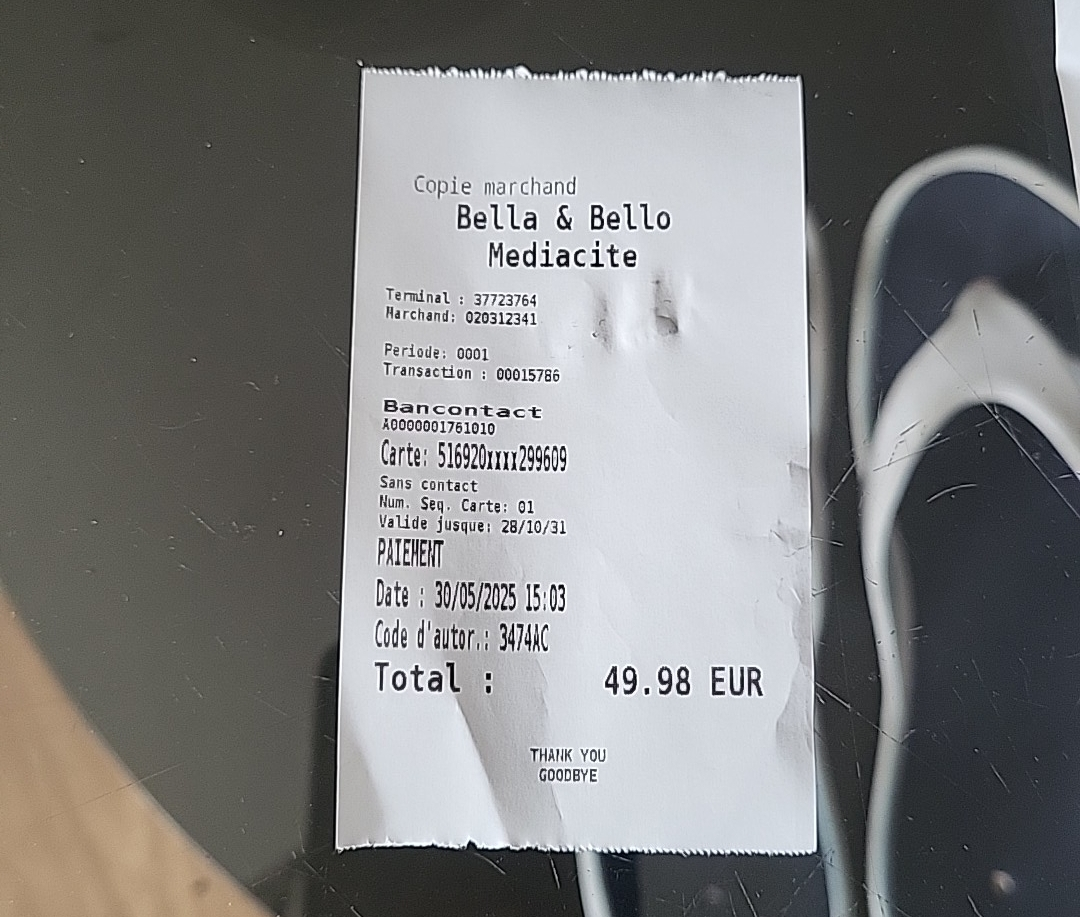 Copie marchand
Bella & Bello
Mediacite
Terminal : 37723764
Marchand: 020312341
Periode: 0001
Transaction : 00015786
Bancontact
A0000001761010
Carte: 516920xxxx299609
Sans contact
Num. Seq. Carte: 01
Valide jusque: 28/10/31
PAIEMENT
Date : 30/05/2025 15:03
Code d'autor.: 3474AC
Total : 49.98 EUR
THANK YOU
GOODBYE